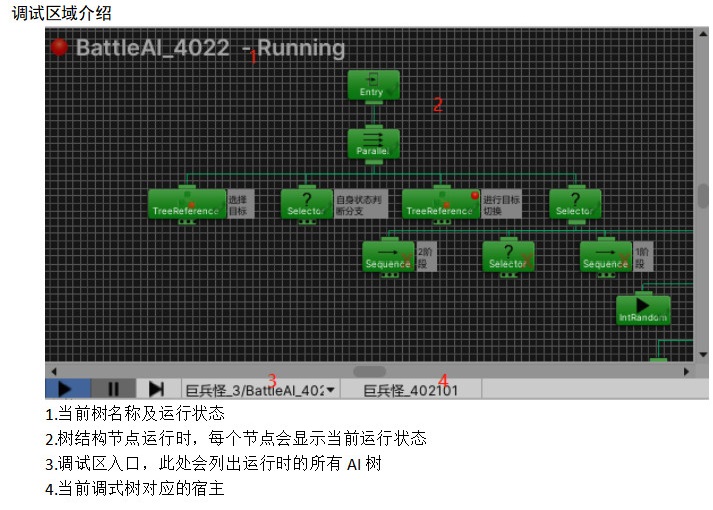 调试区域介绍
BattleAI_4022 - Running
1
Entry
2
Parallel
TreeReference
选择
目标
Selector
自身状态判
断分支
TreeReference
进行目标
切换
Selector
Sequence
2阶
段
Selector
Sequence
1阶
段
IntRandom
3
4
巨兵怪_3/BattleAI_402
巨兵怪_402101
1.当前树名称及运行状态
2.树结构节点运行时，每个节点会显示当前运行状态
3.调试区入口，此处会列出运行时的所有 AI 树
4.当前调式树对应的宿主